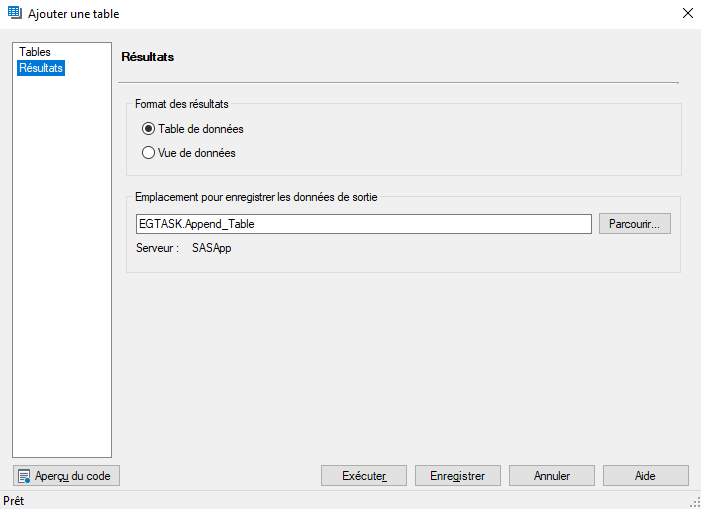 Ajouter une table
Tables
Résultats
Résultats
Format des résultats
Table de données
Vue de données
Emplacement pour enregistrer les données de sortie
EGTASK.Append_Table
Parcourir...
Serveur : SASApp
Aperçu du code
Exécuter
Enregistrer
Annuler
Aide
Prêt